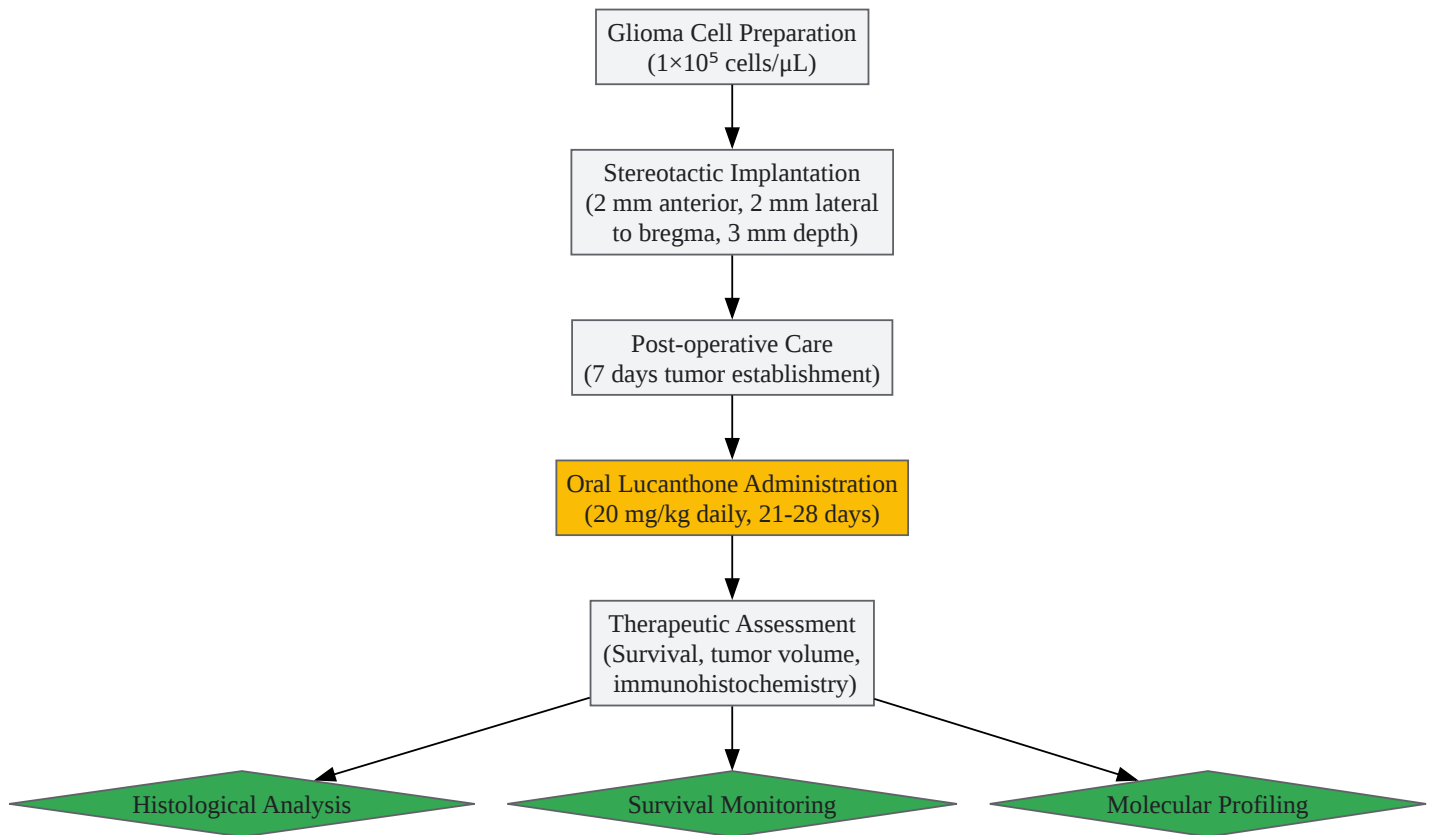 Glioma Cell Preparation
(1×10⁵ cells/μL)
Stereotactic Implantation
(2 mm anterior, 2 mm lateral
to bregma, 3 mm depth)
Post-operative Care
(7 days tumor establishment)
Oral Lucanthone Administration
(20 mg/kg daily, 21-28 days)
Therapeutic Assessment
(Survival, tumor volume,
immunohistochemistry)
Histological Analysis
Survival Monitoring
Molecular Profiling